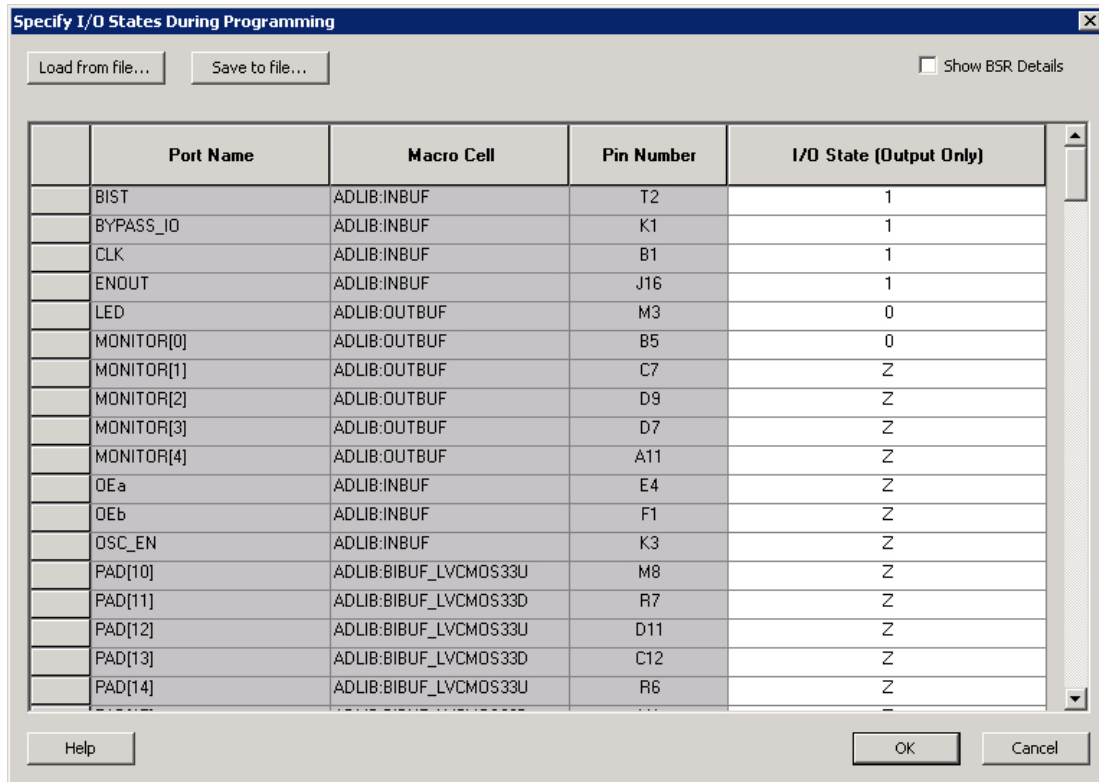 Specify I/O States During Programming
Load from file... Save to file... Show BSR Details
Port Name Macro Cell Pin Number I/O State (Output Only)
BIST ADLIB:INBUF T2 1
BYPASS_IO ADLIB:INBUF K1 1
CLK ADLIB:INBUF B1 1
ENOUT ADLIB:INBUF J16 1
LED ADLIB:OUTBUF M3 0
MONITOR[0] ADLIB:OUTBUF B5 0
MONITOR[1] ADLIB:OUTBUF C7 Z
MONITOR[2] ADLIB:OUTBUF D9 Z
MONITOR[3] ADLIB:OUTBUF D7 Z
MONITOR[4] ADLIB:OUTBUF A11 Z
OEa ADLIB:INBUF E4 Z
OEb ADLIB:INBUF F1 Z
OSC_EN ADLIB:INBUF K3 Z
PAD[10] ADLIB:BIBUF_LVCMOS33U M8 Z
PAD[11] ADLIB:BIBUF_LVCMOS33D R7 Z
PAD[12] ADLIB:BIBUF_LVCMOS33U D11 Z
PAD[13] ADLIB:BIBUF_LVCMOS33D C12 Z
PAD[14] ADLIB:BIBUF_LVCMOS33U R6 Z
Help OK Cancel